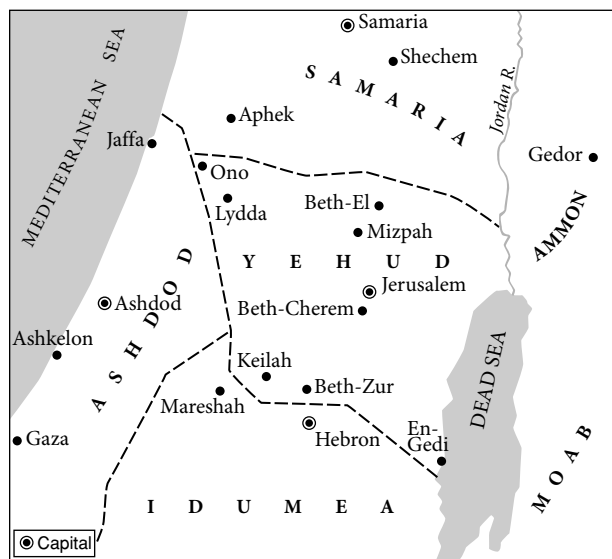 Samaria
Shechem
MEDITERRANEAN SEA
SAMARIA
Jordan R.
Aphek
Jaffa
Gedor
Ono
Lydda
Beth-El
AMMON
Mizpah
YEHUD
Jerusalem
Ashdod
Beth-Cherem
ASHDOD
Ashkelon
Keilah
DEAD SEA
Mareshah
Beth-Zur
Gaza
Hebron
En-
Gedi
MOAB
IDUMEA
Capital